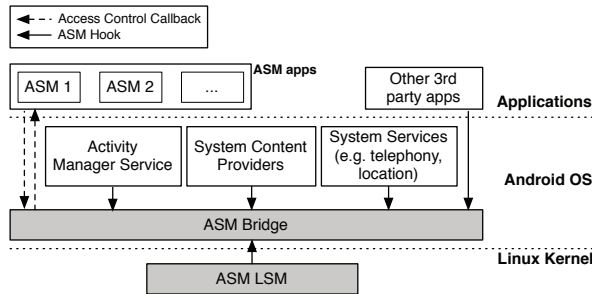 Access Control Callback
ASM Hook
ASM apps
ASM 1
ASM 2
...
Other 3rd
party apps
Applications
Activity
Manager Service
System Content
Providers
System Services
(e.g. telephony,
location)
Android OS
ASM Bridge
Linux Kernel
ASM LSM